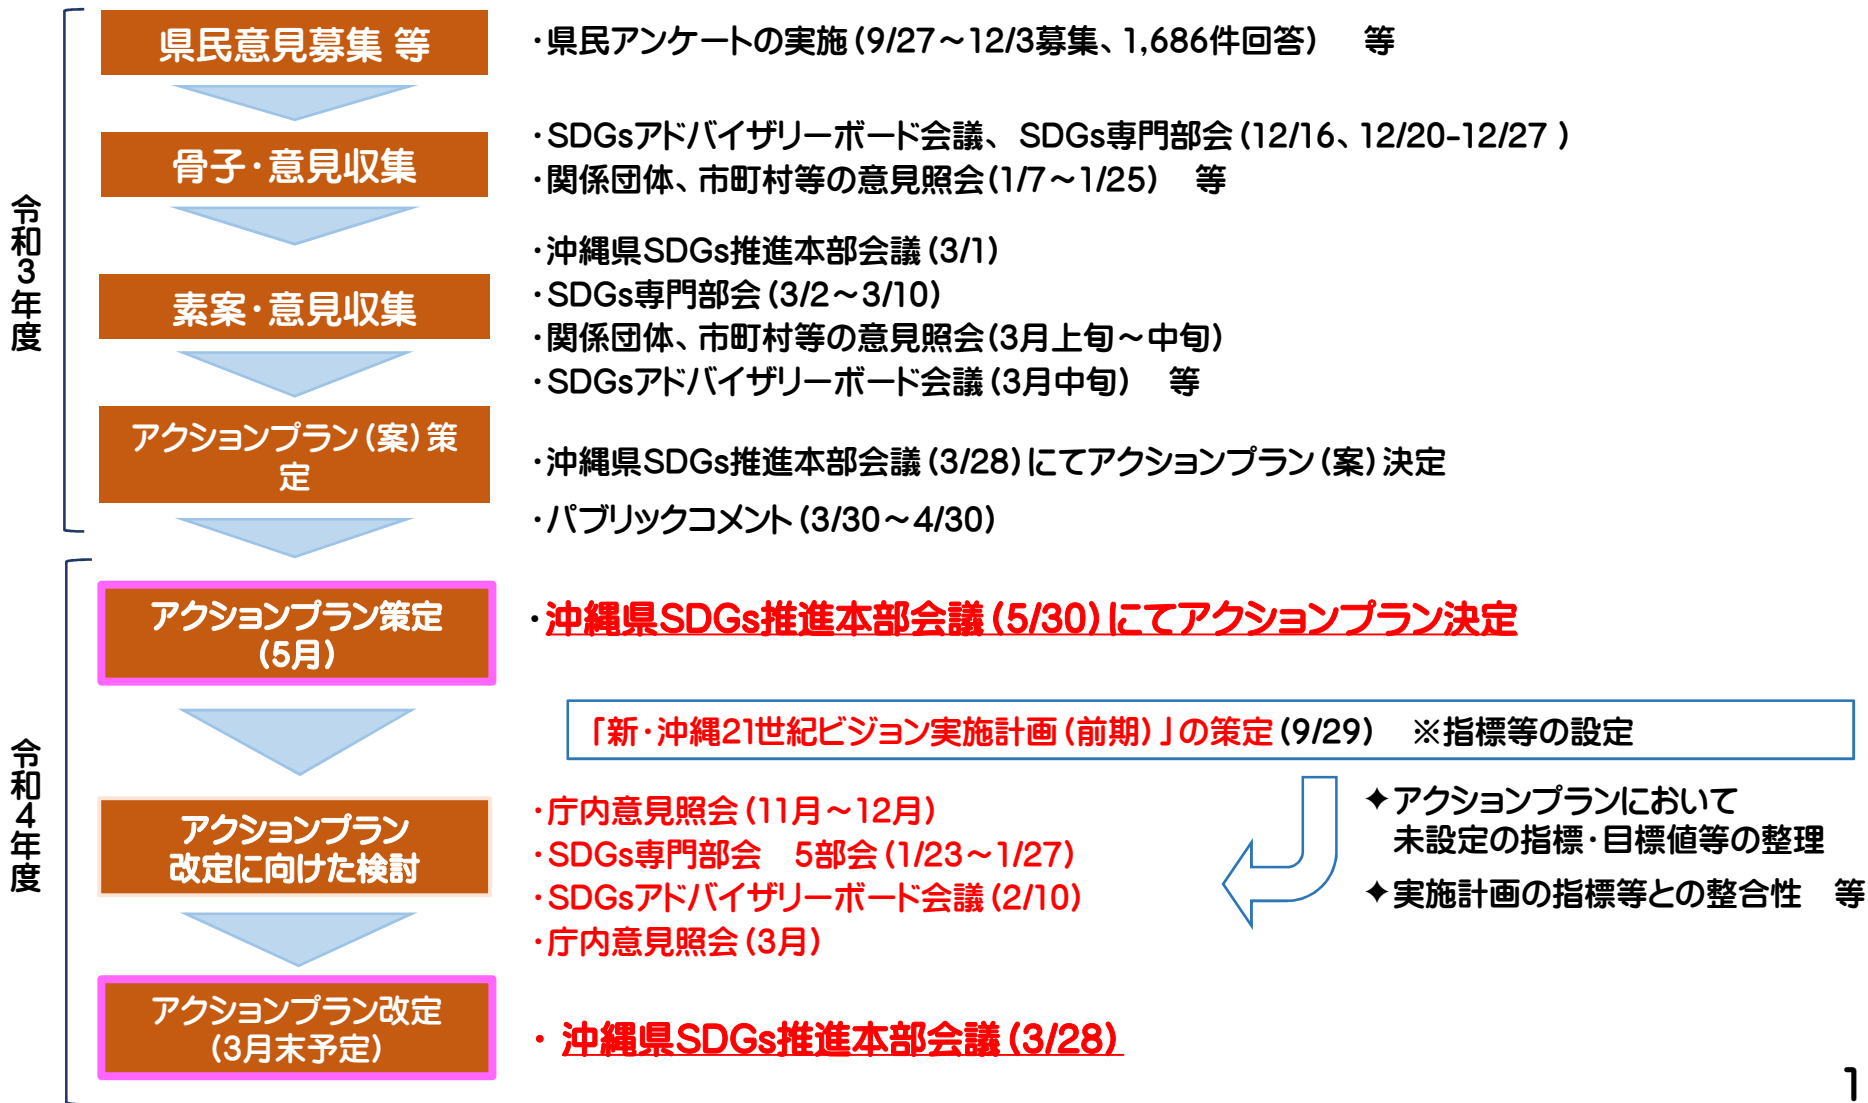 令和3年度
県民意見募集 等
・県民アンケートの実施(9/27～12/3募集、1,686件回答)　等
骨子・意見収集
・SDGsアドバイザリーボード会議、SDGs専門部会(12/16、12/20-12/27 )
・関係団体、市町村等の意見照会(1/7～1/25)　等
素案・意見収集
・沖縄県SDGs推進本部会議(3/1)
・SDGs専門部会(3/2～3/10)
・関係団体、市町村等の意見照会(3月上旬～中旬)
・SDGsアドバイザリーボード会議(3月中旬)　等
アクションプラン(案)策
定
・沖縄県SDGs推進本部会議(3/28)にてアクションプラン(案)決定
・パブリックコメント(3/30～4/30)
令和4年度
アクションプラン策定
(5月)
・沖縄県SDGs推進本部会議(5/30)にてアクションプラン決定
「新・沖縄21世紀ビジョン実施計画(前期)」の策定(9/29)　※指標等の設定
アクションプラン
改定に向けた検討
・庁内意見照会(11月～12月)
・SDGs専門部会　5部会(1/23～1/27)
・SDGsアドバイザリーボード会議(2/10)
・庁内意見照会(3月)
✦アクションプランにおいて
未設定の指標・目標値等の整理
✦実施計画の指標等との整合性　等
アクションプラン改定
(3月末予定)
・ 沖縄県SDGs推進本部会議(3/28)
1